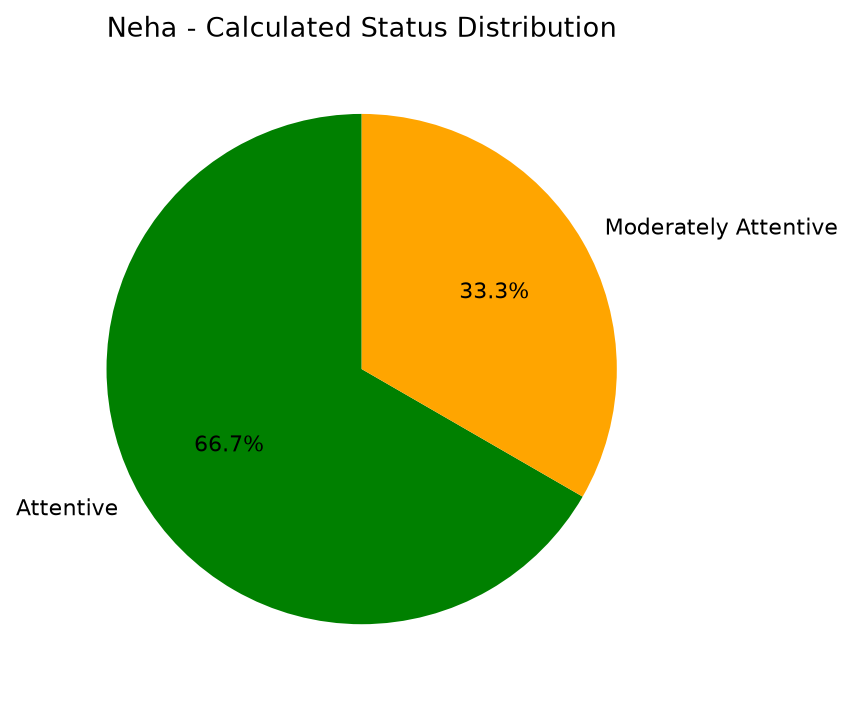 Neha - Calculated Status Distribution
Moderately Attentive
33.3%
66.7%
Attentive